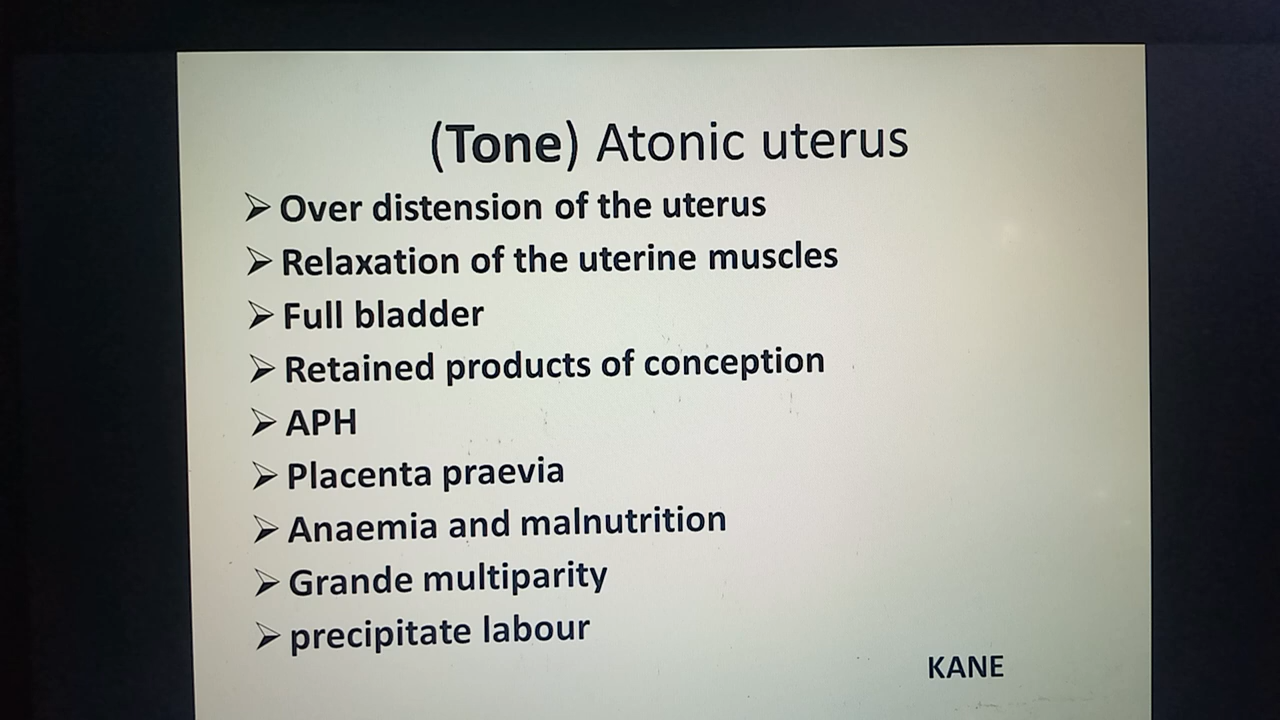 (Tone) Atonic uterus
➢ Over distension of the uterus
➢ Relaxation of the uterine muscles
➢ Full bladder
➢ Retained products of conception
➢ APH
➢ Placenta praevia
➢ Anaemia and malnutrition
➢ Grande multiparity
➢ precipitate labour
KANE